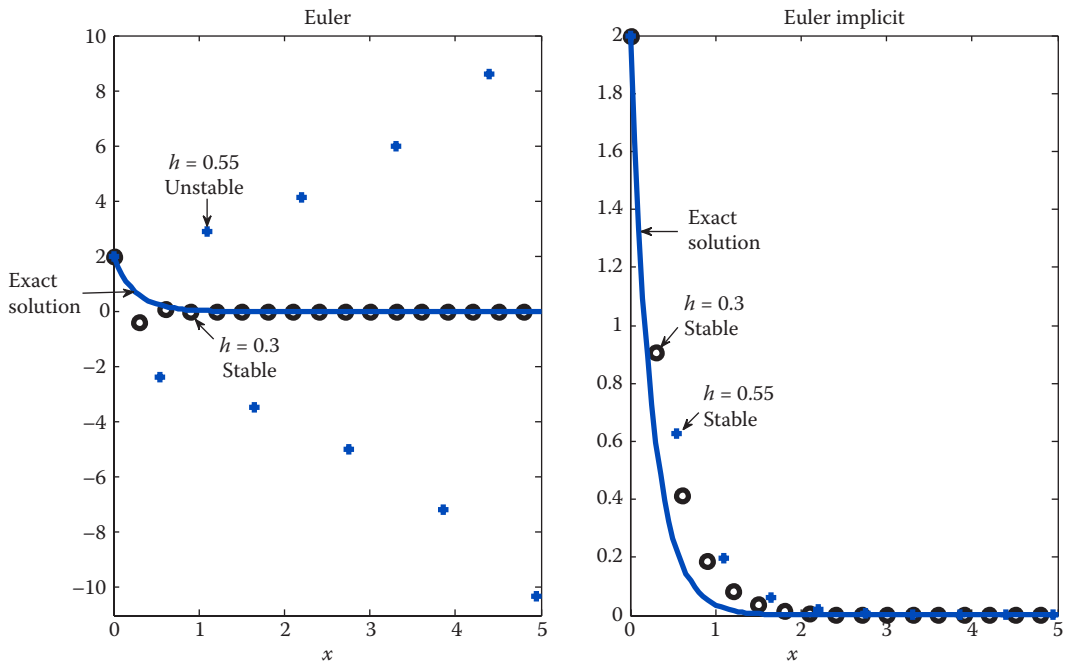 Euler
10
8
6
4
2
0
–2
–4
–6
–8
–10
h = 0.55
Unstable
Exact
solution
h = 0.3
Stable
0
1
2
3
4
5
x
Euler implicit
2
1.8
1.6
1.4
1.2
1
0.8
0.6
0.4
0.2
0
Exact
solution
h = 0.3
Stable
h = 0.55
Stable
0
1
2
3
4
5
x